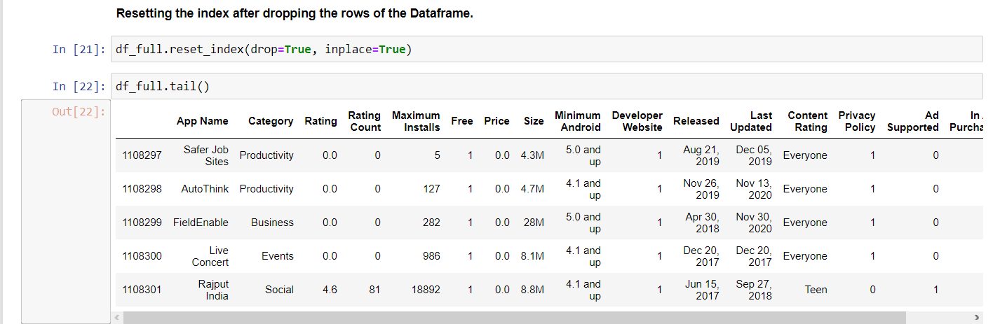 Resetting the index after dropping the rows of the Dataframe.
In [21]: df_full.reset_index(drop=True, inplace=True)
In [22]: df_full.tail()
Out[22]:
App Name Category Rating Rating Count Maximum Installs Free Price Size Minimum Android Developer Website Released Last Updated Content Rating Privacy Policy Ad Supported In
1108297 Safer Job Sites Productivity 0.0 0 5 1 0.0 4.3M 5.0 and up 1 Aug 21, 2019 Dec 05, 2019 Everyone 1 0
1108298 AutoThink Productivity 0.0 0 127 1 0.0 4.7M 4.1 and up 1 Nov 26, 2019 Nov 13, 2020 Everyone 1 0
1108299 FieldEnable Business 0.0 0 282 1 0.0 28M 5.0 and up 1 Apr 30, 2018 Nov 30, 2020 Everyone 1 0
1108300 Live Concert Events 0.0 0 986 1 0.0 8.1M 4.1 and up 1 Dec 20, 2017 Dec 20, 2017 Everyone 1 0
1108301 Rajput India Social 4.6 81 18892 1 0.0 8.8M 4.1 and up 1 Jun 15, 2017 Sep 27, 2018 Teen 0 1